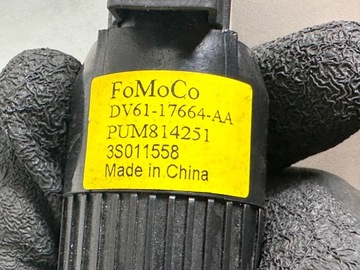 FoMoCo
DV61-17664-AA
PUM814251
3S011558
Made in China